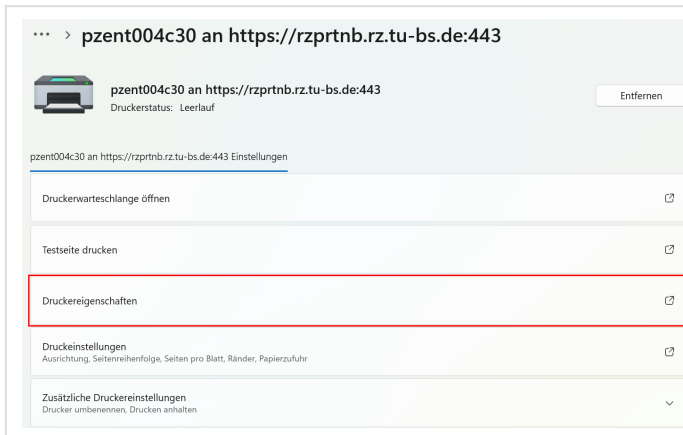 ··· > pzent004c30 an https://rzprtnb.rz.tu-bs.de:443
pzent004c30 an https://rzprtnb.rz.tu-bs.de:443
Druckerstatus: Leerlauf
Entfernen
pzent004c30 an https://rzprtnb.rz.tu-bs.de:443 Einstellungen
Druckerwarteschlange öffnen
Testseite drucken
Druckereigenschaften
Druckeinstellungen
Ausrichtung, Seitenreihenfolge, Seiten pro Blatt, Ränder, Papierzufuhr
Zusätzliche Druckereinstellungen
Drucker umbenennen, Drucken anhalten